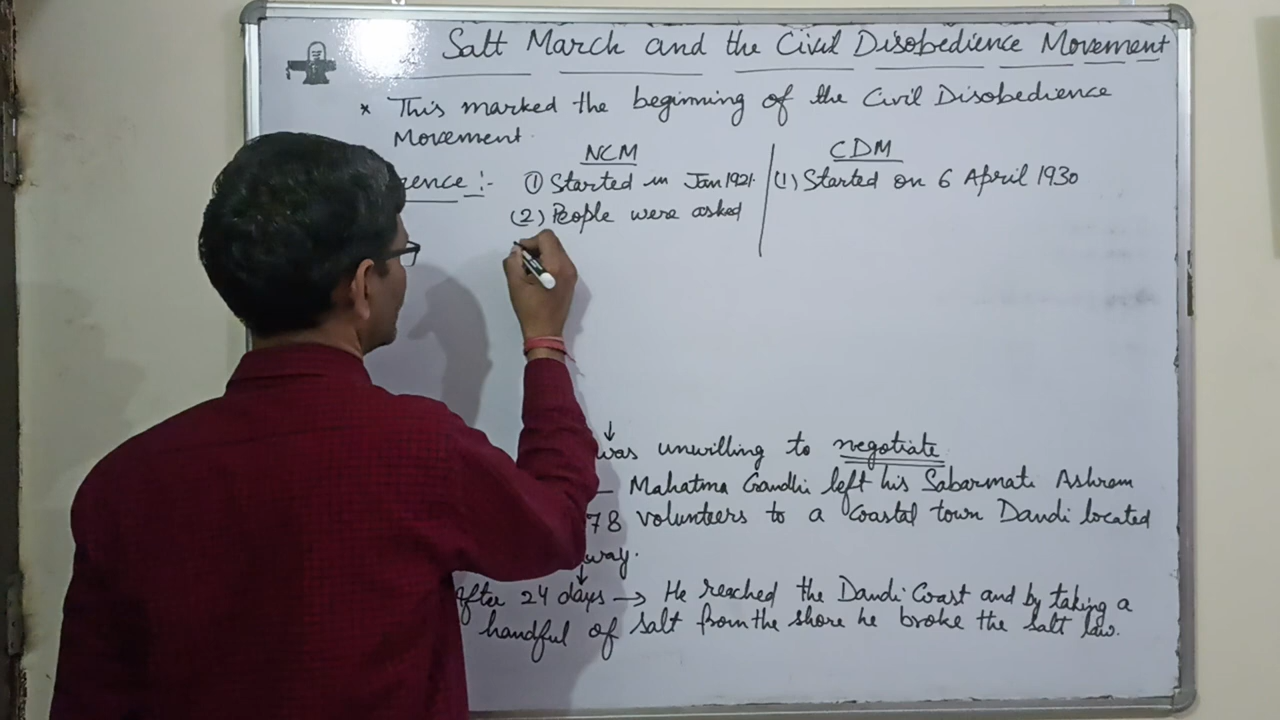 Salt March and the Civil Disobedience Movement
* This marked the beginning of the Civil Disobedience
Movement.
NCM
CDM
rence :-
① Started in Jan 1921.
(1) Started on 6 April 1930
(2) People were asked
was unwilling to negotiate
Mahatma Gandhi left his Sabarmati Ashram
78 volunteers to a coastal town Dandi located
way.
After 24 days → He reached the Dandi Coast and by taking a
handful of salt from the shore he broke the salt law.